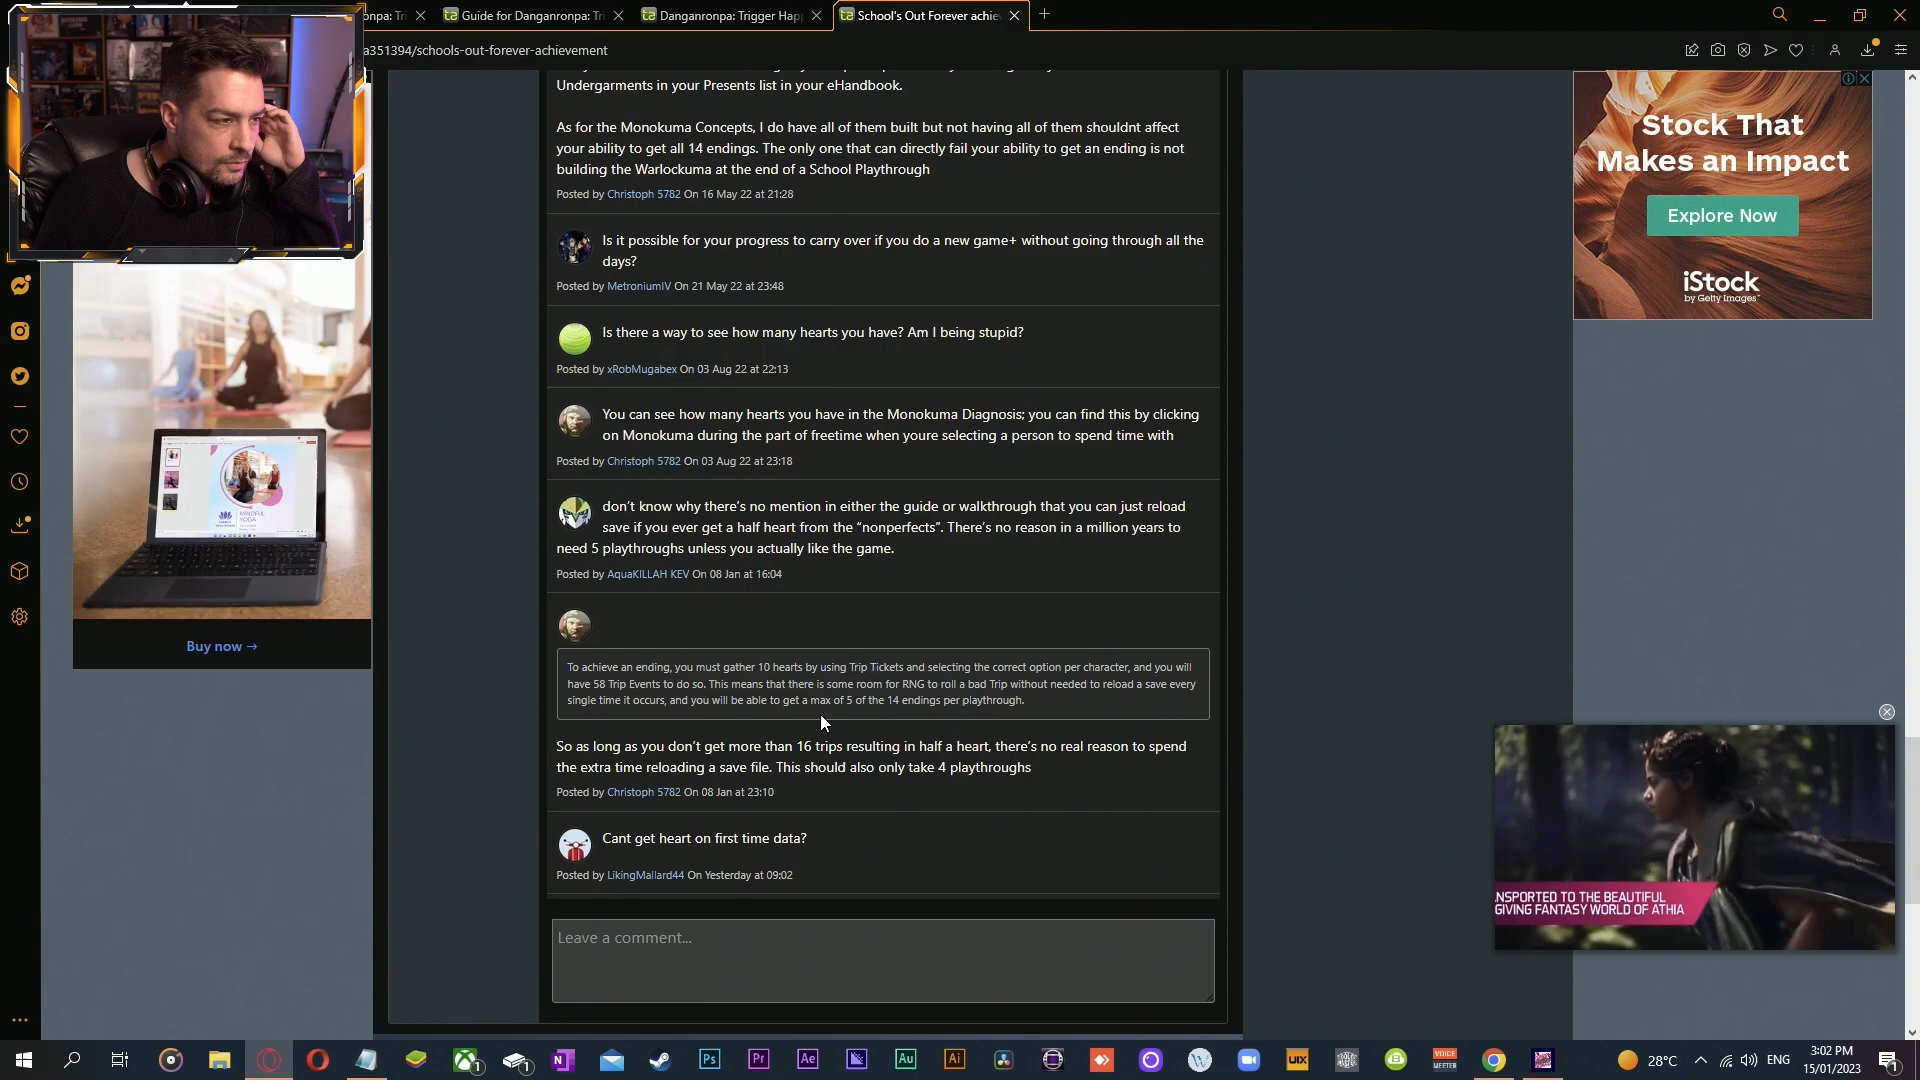 onpa: Tri
Guide for Danganronpa: Tri
Danganronpa: Trigger Happ
School's Out Forever achie
a351394/schools-out-forever-achievement
Undergarments in your Presents list in your eHandbook.
As for the Monokuma Concepts, I do have all of them built but not having all of them shouldnt affect
your ability to get all 14 endings. The only one that can directly fail your ability to get an ending is not
building the Warlockuma at the end of a School Playthrough
Posted by Christoph 5782 On 16 May 22 at 21:28
Is it possible for your progress to carry over if you do a new game+ without going through all the
days?
Posted by MetroniumIV On 21 May 22 at 23:48
Is there a way to see how many hearts you have? Am I being stupid?
Posted by xRobMugabex On 03 Aug 22 at 22:13
You can see how many hearts you have in the Monokuma Diagnosis; you can find this by clicking
on Monokuma during the part of freetime when youre selecting a person to spend time with
Posted by Christoph 5782 On 03 Aug 22 at 23:18
don't know why there's no mention in either the guide or walkthrough that you can just reload
save if you ever get a half heart from the “nonperfects”. There's no reason in a million years to
need 5 playthroughs unless you actually like the game.
Posted by AquaKILLAH KEV On 08 Jan at 16:04
To achieve an ending, you must gather 10 hearts by using Trip Tickets and selecting the correct option per character, and you will
have 58 Trip Events to do so. This means that there is some room for RNG to roll a bad Trip without needed to reload a save every
single time it occurs, and you will be able to get a max of 5 of the 14 endings per playthrough.
So as long as you don't get more than 16 trips resulting in half a heart, there's no real reason to spend
the extra time reloading a save file. This should also only take 4 playthroughs
Posted by Christoph 5782 On 08 Jan at 23:10
Cant get heart on first time data?
Posted by LikingMallard44 On Yesterday at 09:02
Leave a comment...
MINDFUL
YOGA
Buy now →
Stock That
Makes an Impact
Explore Now
iStock
by Getty Images™
NSPORTED TO THE BEAUTIFUL
GIVING FANTASY WORLD OF ATHIA
1
1
N
Ps
Pr
Ae
Au
Ai
W
UIX
VOICE
MEETER
28°C
ENG
3:02 PM
15/01/2023
1